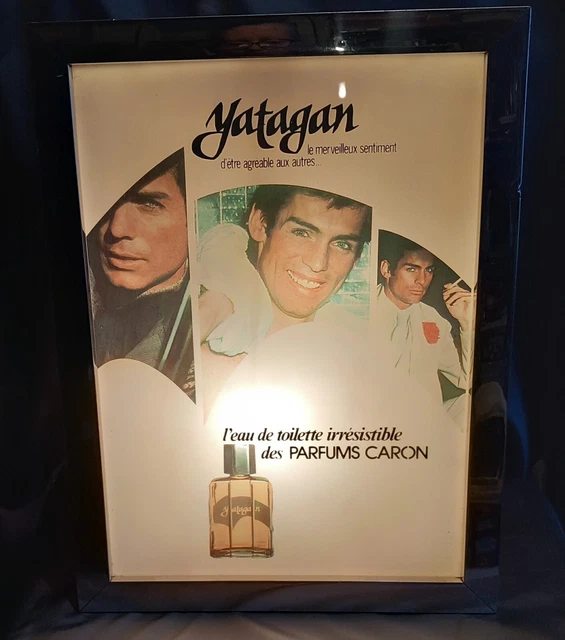 Yatagan
le merveilleux sentiment
d'être agreable aux autres...
l'eau de toilette irrésistible
des PARFUMS CARON
yatagan